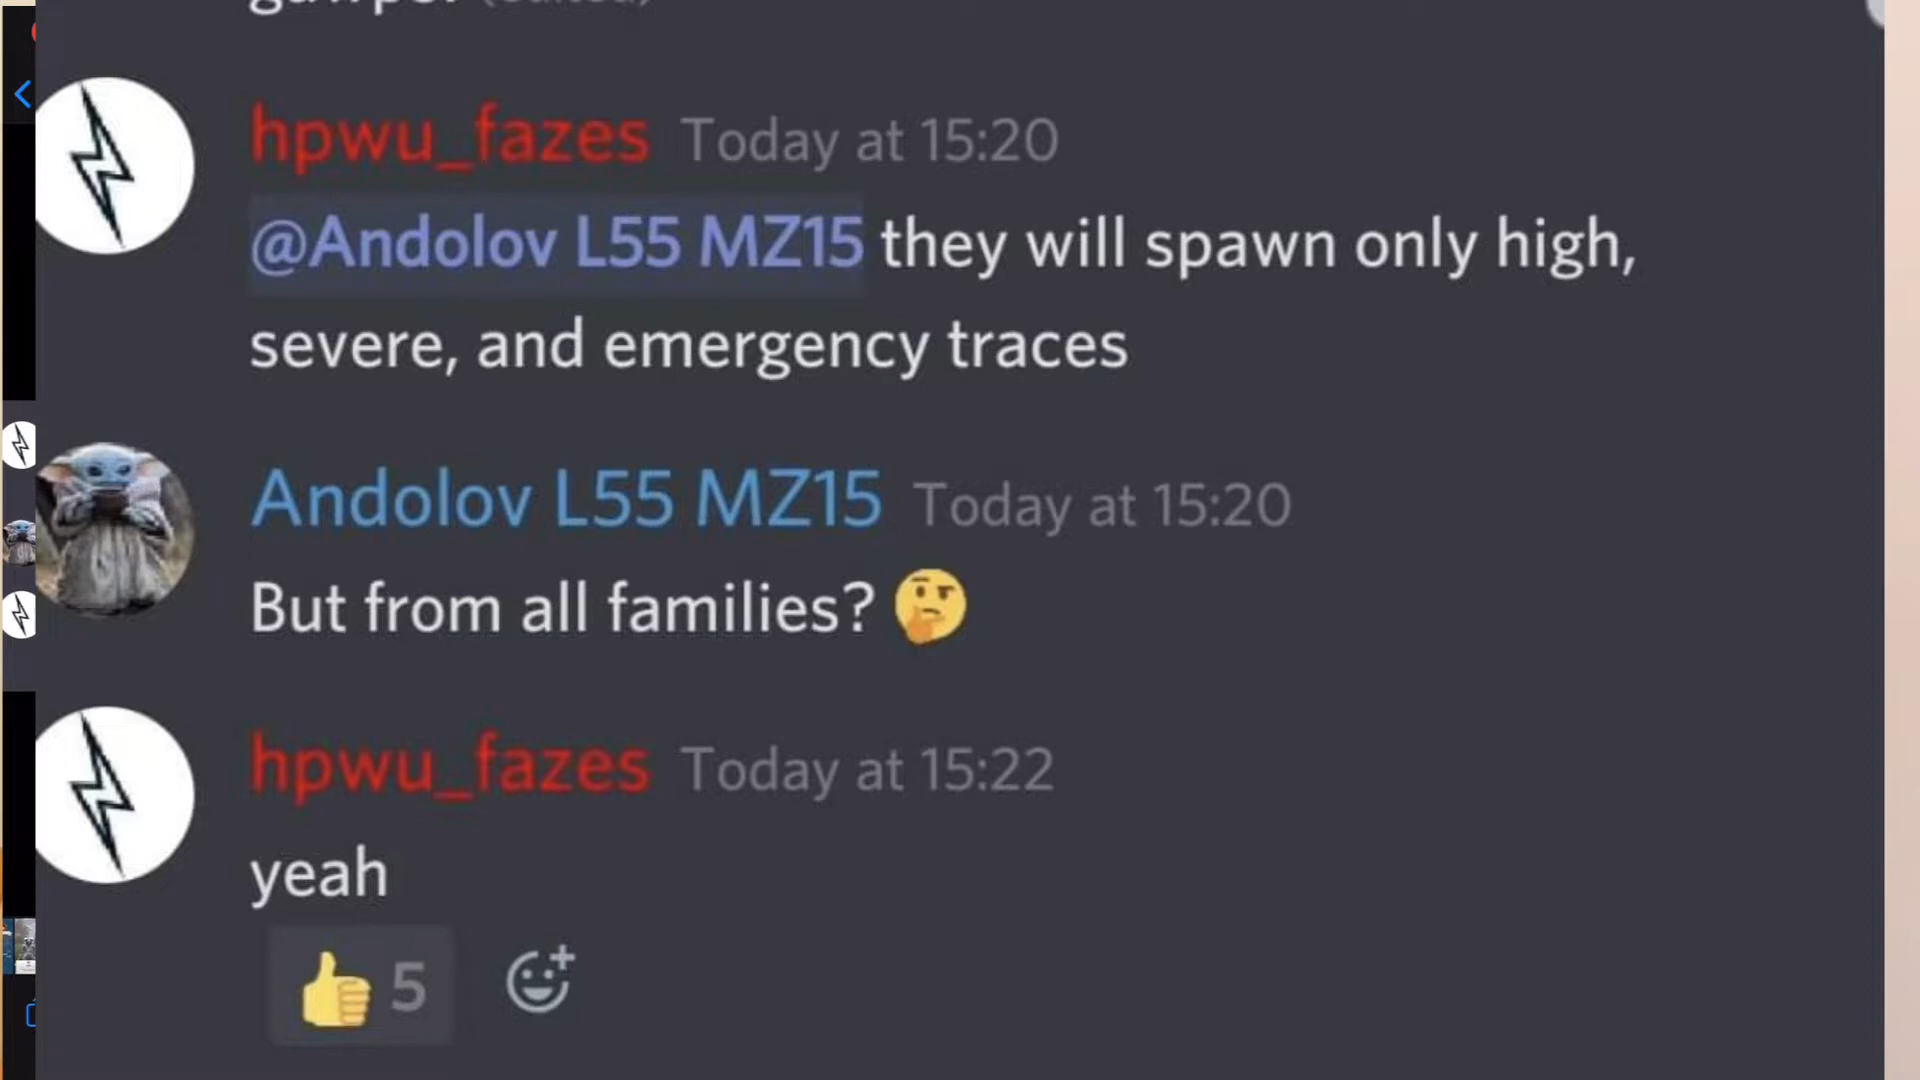 hpwu_fazes Today at 15:20
@Andolov L55 MZ15 they will spawn only high,
severe, and emergency traces
Andolov L55 MZ15 Today at 15:20
But from all families? 🤔
hpwu_fazes Today at 15:22
yeah
👍 5